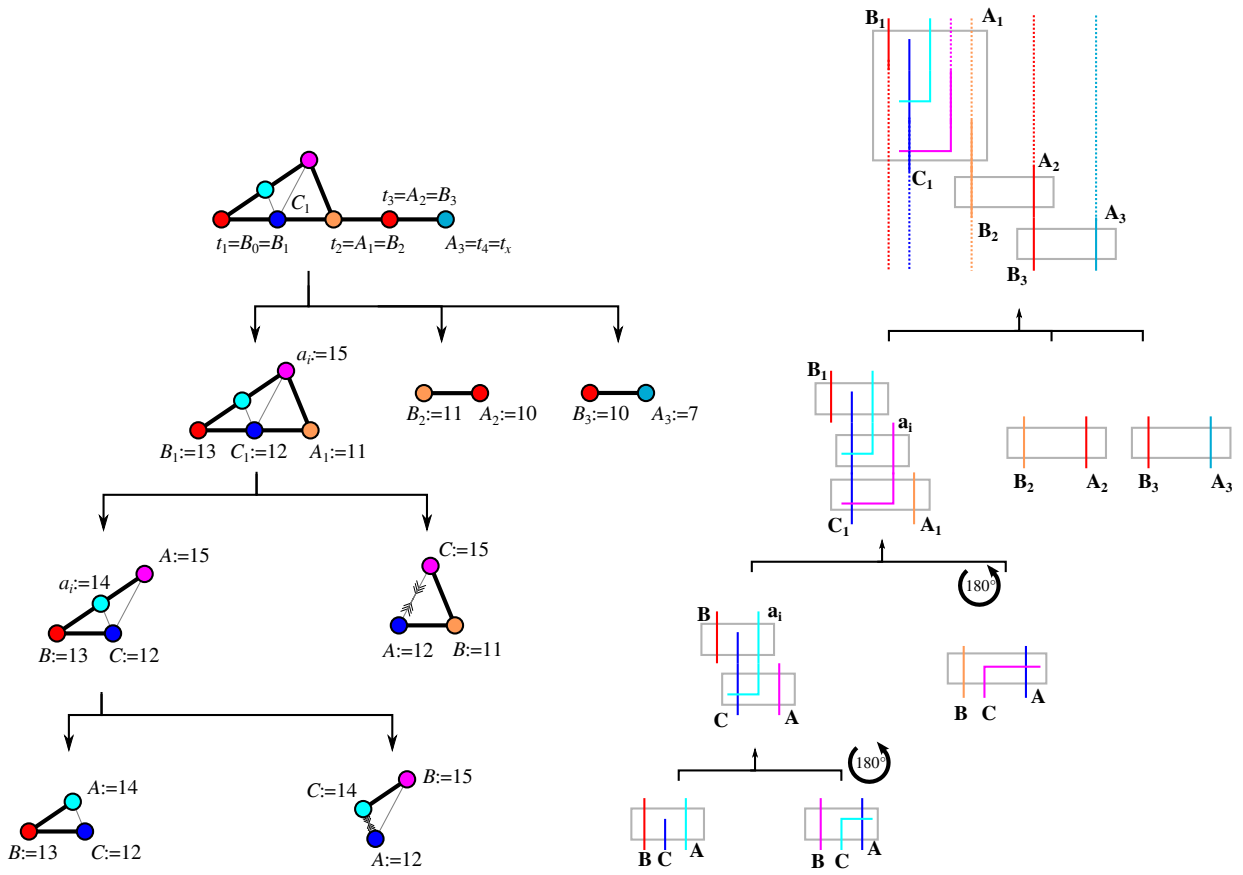 C₁
t₃=A₂=B₃
t₁=B₀=B₁
t₂=A₁=B₂
A₃=t₄=tₓ
aᵢ:=15
B₁:=13
C₁:=12
A₁:=11
B₂:=11
A₂:=10
B₃:=10
A₃:=7
A:=15
aᵢ:=14
B:=13
C:=12
C:=15
A:=12
B:=11
A:=14
B:=13
C:=12
C:=14
B:=15
A:=12
B₁
A₁
C₁
A₂
B₂
A₃
B₃
B₁
aᵢ
C₁
A₁
B₂
A₂
B₃
A₃
180°
B
aᵢ
C
A
B
C
A
180°
B
C
A
B
C
A